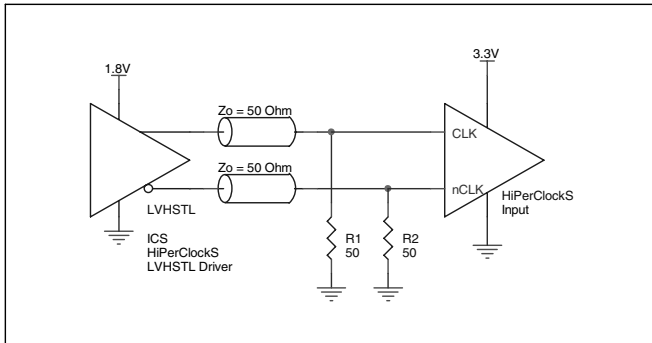 1.8V
3.3V
Zo = 50 Ohm
CLK
Zo = 50 Ohm
nCLK
HiPerClockS
Input
LVHSTL
ICS
HiPerClockS
LVHSTL Driver
R1
50
R2
50